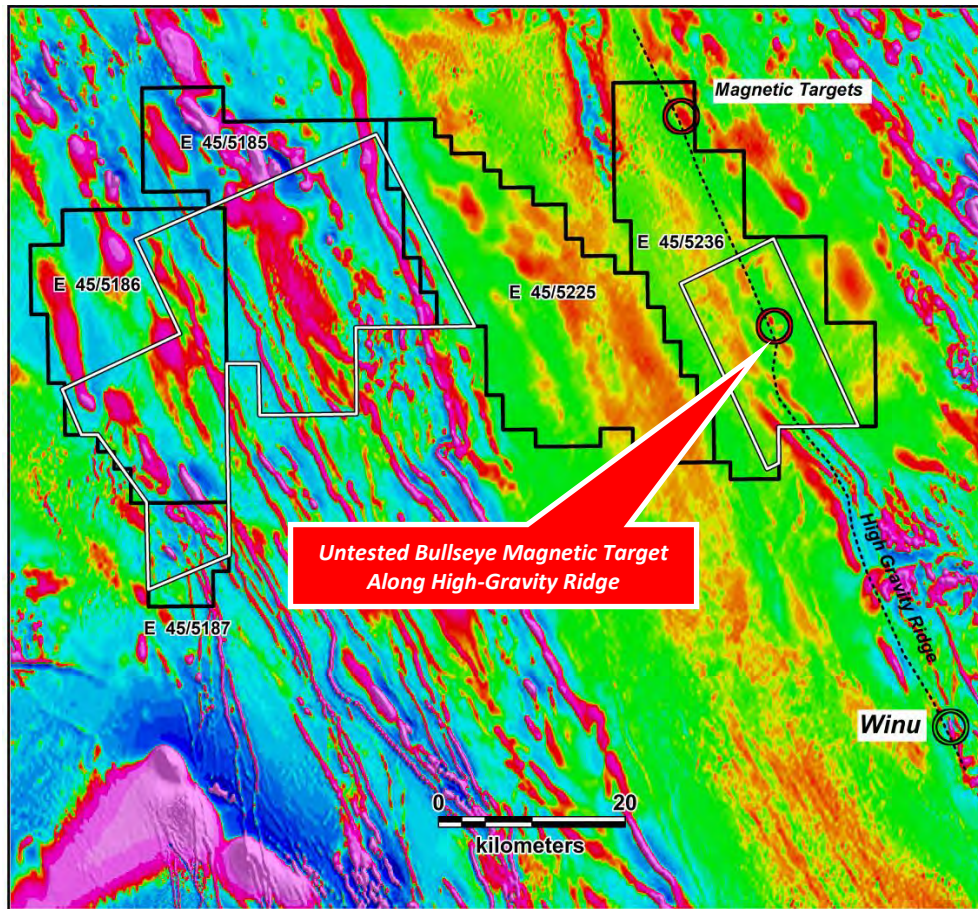 Magnetic Targets
E 45/5185
E 45/5236
E 45/5186
E 45/5225
Untested Bullseye Magnetic Target
Along High-Gravity Ridge
High Gravity Ridge
E 45/5187
Winu
0 20
kilometers